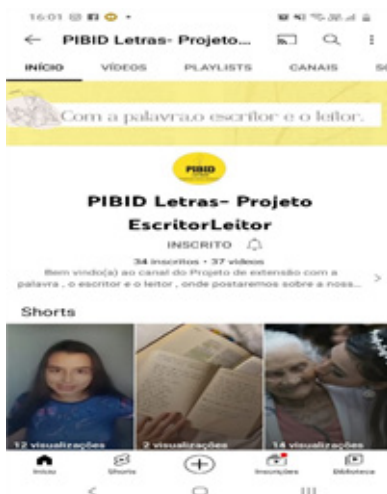 16:01
PIBID Letras- Projeto...
INÍCIO VÍDEOS PLAYLISTS CANAIS
Com a palavra,o escritor e o leitor.
PIBID
PIBID Letras- Projeto
EscritorLeitor
INSCRITO
34 inscritos • 37 vídeos
Bem vindo(a) ao canal do Projeto de extensão com a
palavra , o escritor e o leitor , onde postaremos sobre a noss...
Shorts
12 visualizações 2 visualizações 14 visualizações
Início Shorts Inscrições Biblioteca